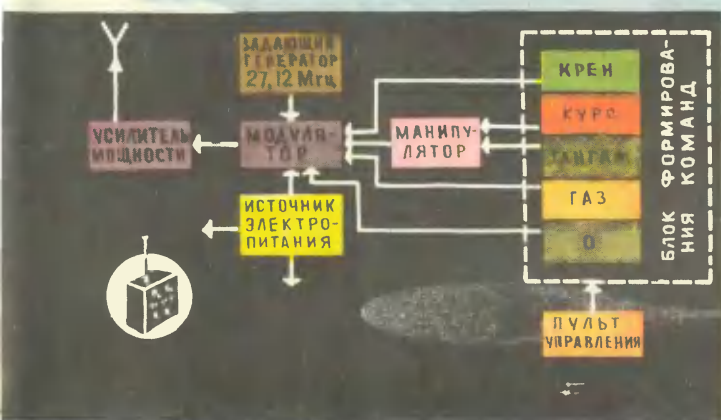 ЗАДАЮЩИЙ
ГЕНЕРАТОР
27,12 Мгц
УСИЛИТЕЛЬ
МОЩНОСТИ
МОДУЛЯ-
ТОР
МАНИПУ-
ЛЯТОР
ИСТОЧНИК
ЭЛЕКТРО-
ПИТАНИЯ
КРЕН
КУРС
ТАНГАЖ
ГАЗ
О
БЛОК ФОРМИРОВА-
НИЯ КОМАНД
ПУЛЬТ
УПРАВЛЕНИЯ